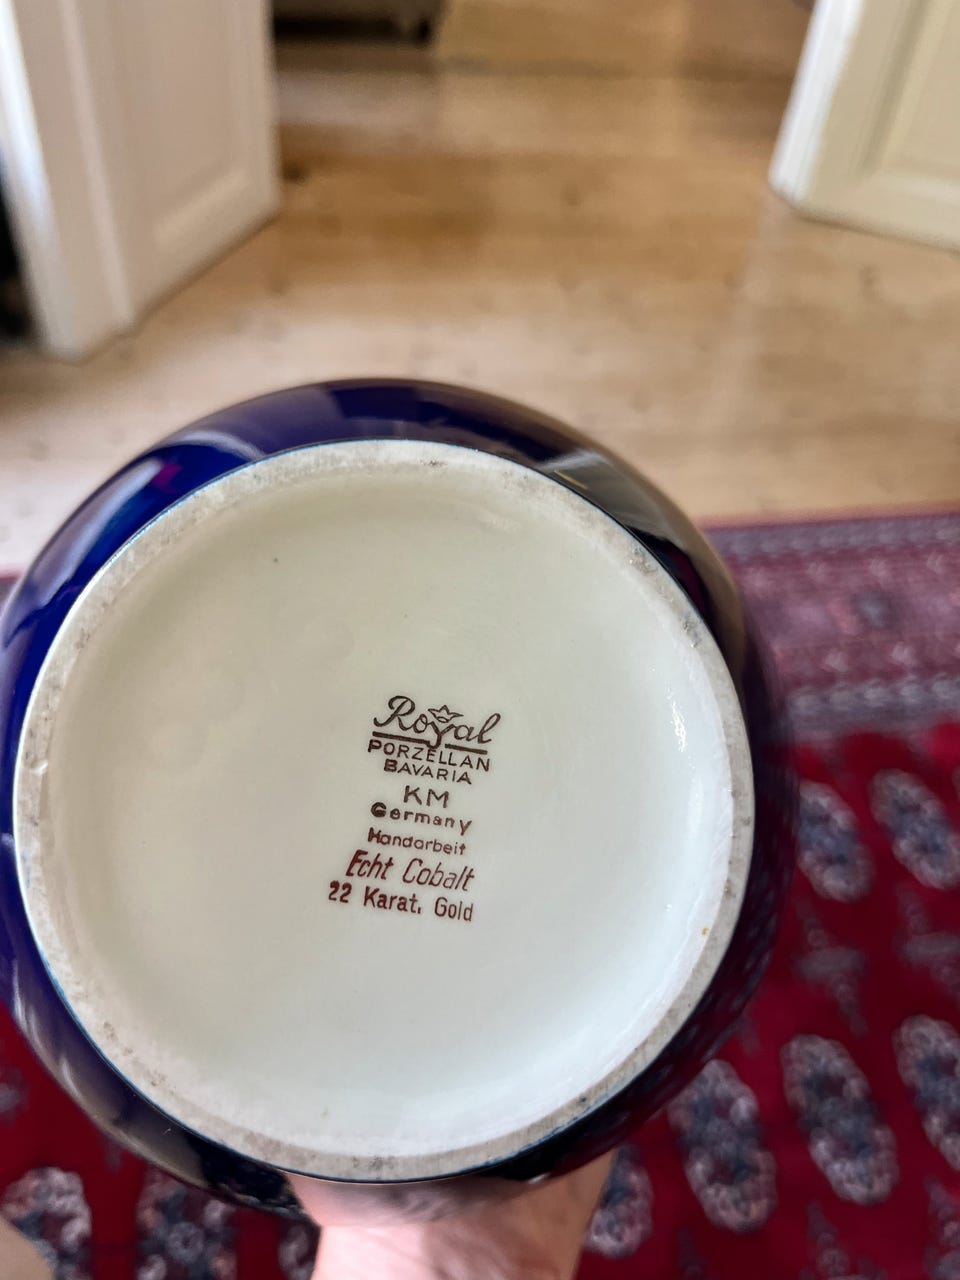 Royal
PORZELLAN
BAVARIA
KM
Germany
Handarbeit
Echt Cobalt
22 Karat. Gold